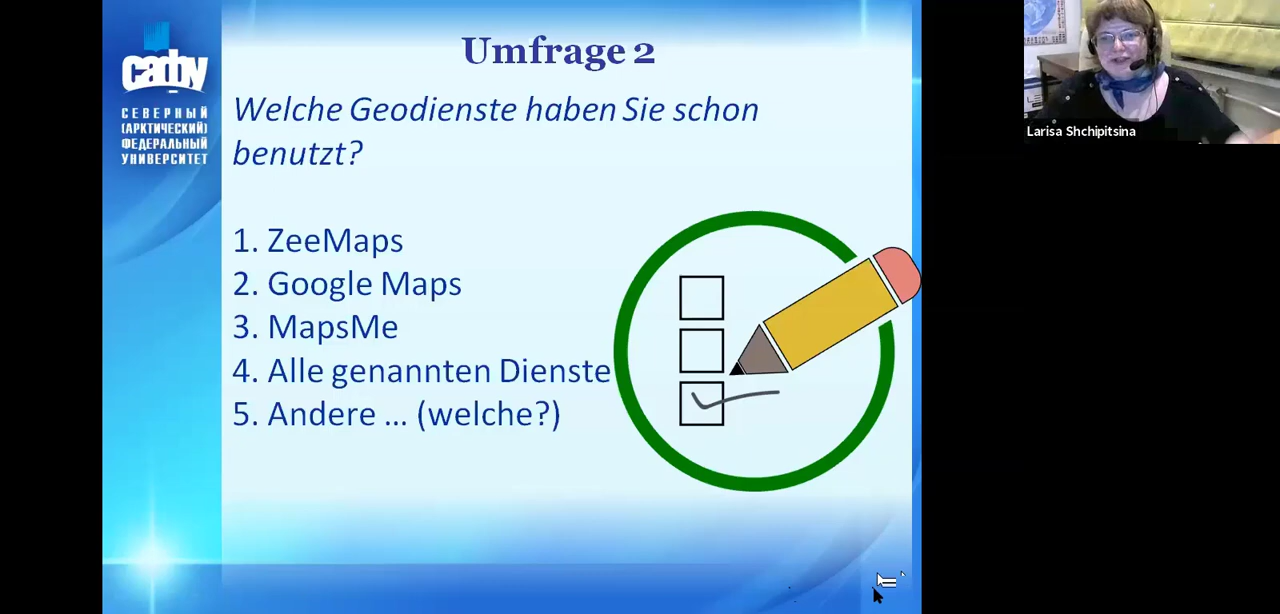 Umfrage 2
сафу
СЕВЕРНЫЙ
(АРКТИЧЕСКИЙ)
ФЕДЕРАЛЬНЫЙ
УНИВЕРСИТЕТ
Welche Geodienste haben Sie schon
benutzt?
1. ZeeMaps
2. Google Maps
3. MapsMe
4. Alle genannten Dienste
5. Andere ... (welche?)
Larisa Shchipitsina